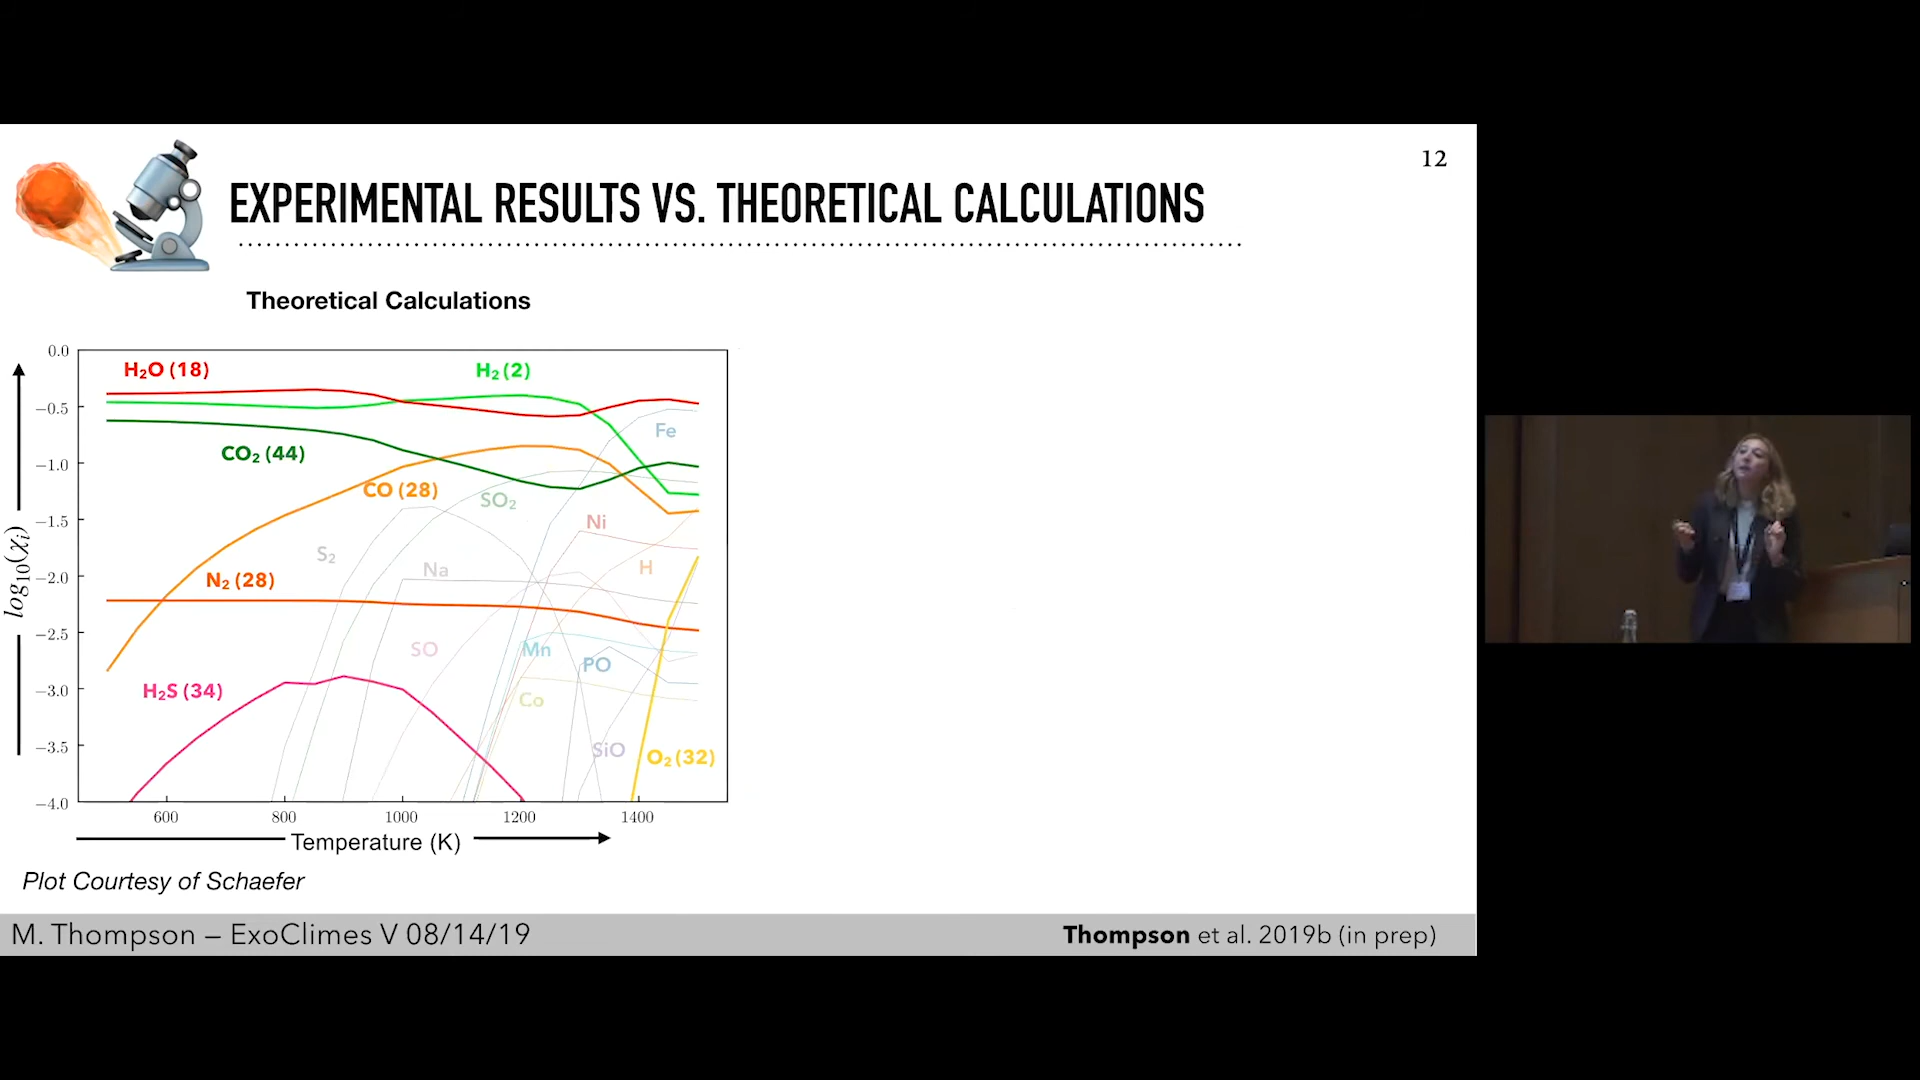 12
EXPERIMENTAL RESULTS VS. THEORETICAL CALCULATIONS
Theoretical Calculations
0.0
−0.5
−1.0
−1.5
−2.0
−2.5
−3.0
−3.5
−4.0
log₁₀(χᵢ)
H₂O (18)
H₂ (2)
Fe
CO₂ (44)
CO (28)
SO₂
Ni
S₂
Na
H
N₂ (28)
SO
Mn
PO
H₂S (34)
Co
SiO
O₂ (32)
600 800 1000 1200 1400
Temperature (K)
Plot Courtesy of Schaefer
M. Thompson – ExoClimes V 08/14/19
Thompson et al. 2019b (in prep)